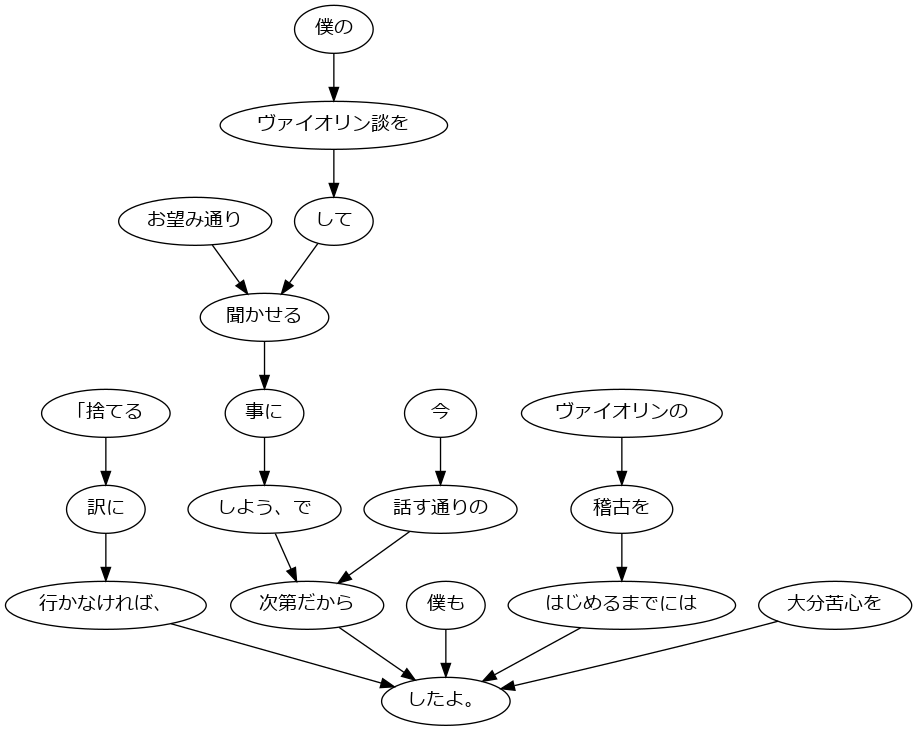 僕の
ヴァイオリン談を
お望み通り
して
聞かせる
「捨てる
事に
今
ヴァイオリンの
訳に
しよう、で
話す通りの
稽古を
行かなければ、
次第だから
僕も
はじめるまでには
大分苦心を
したよ。